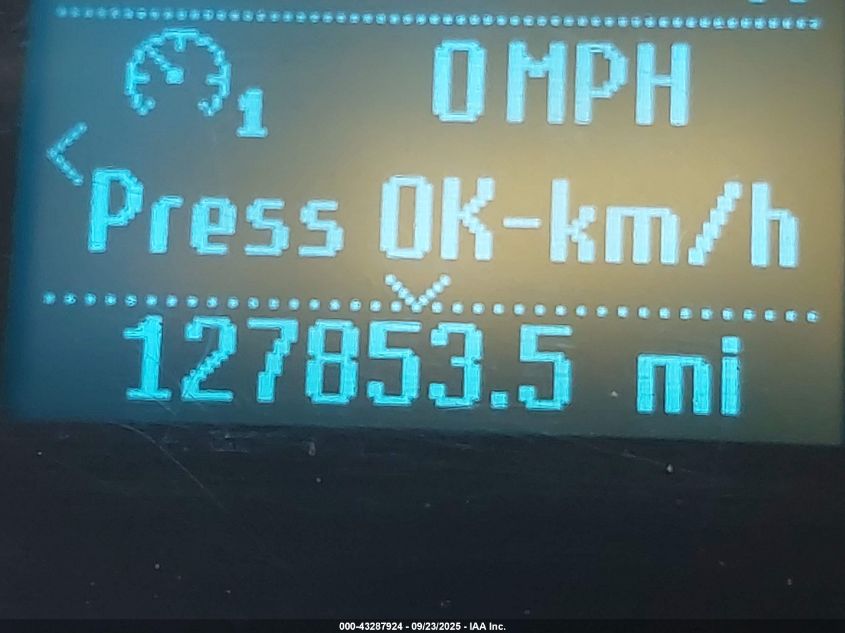 1 0 MPH
Press OK-km/h
127853.5 mi
000-43287924 - 09/23/2025 - IAA Inc.